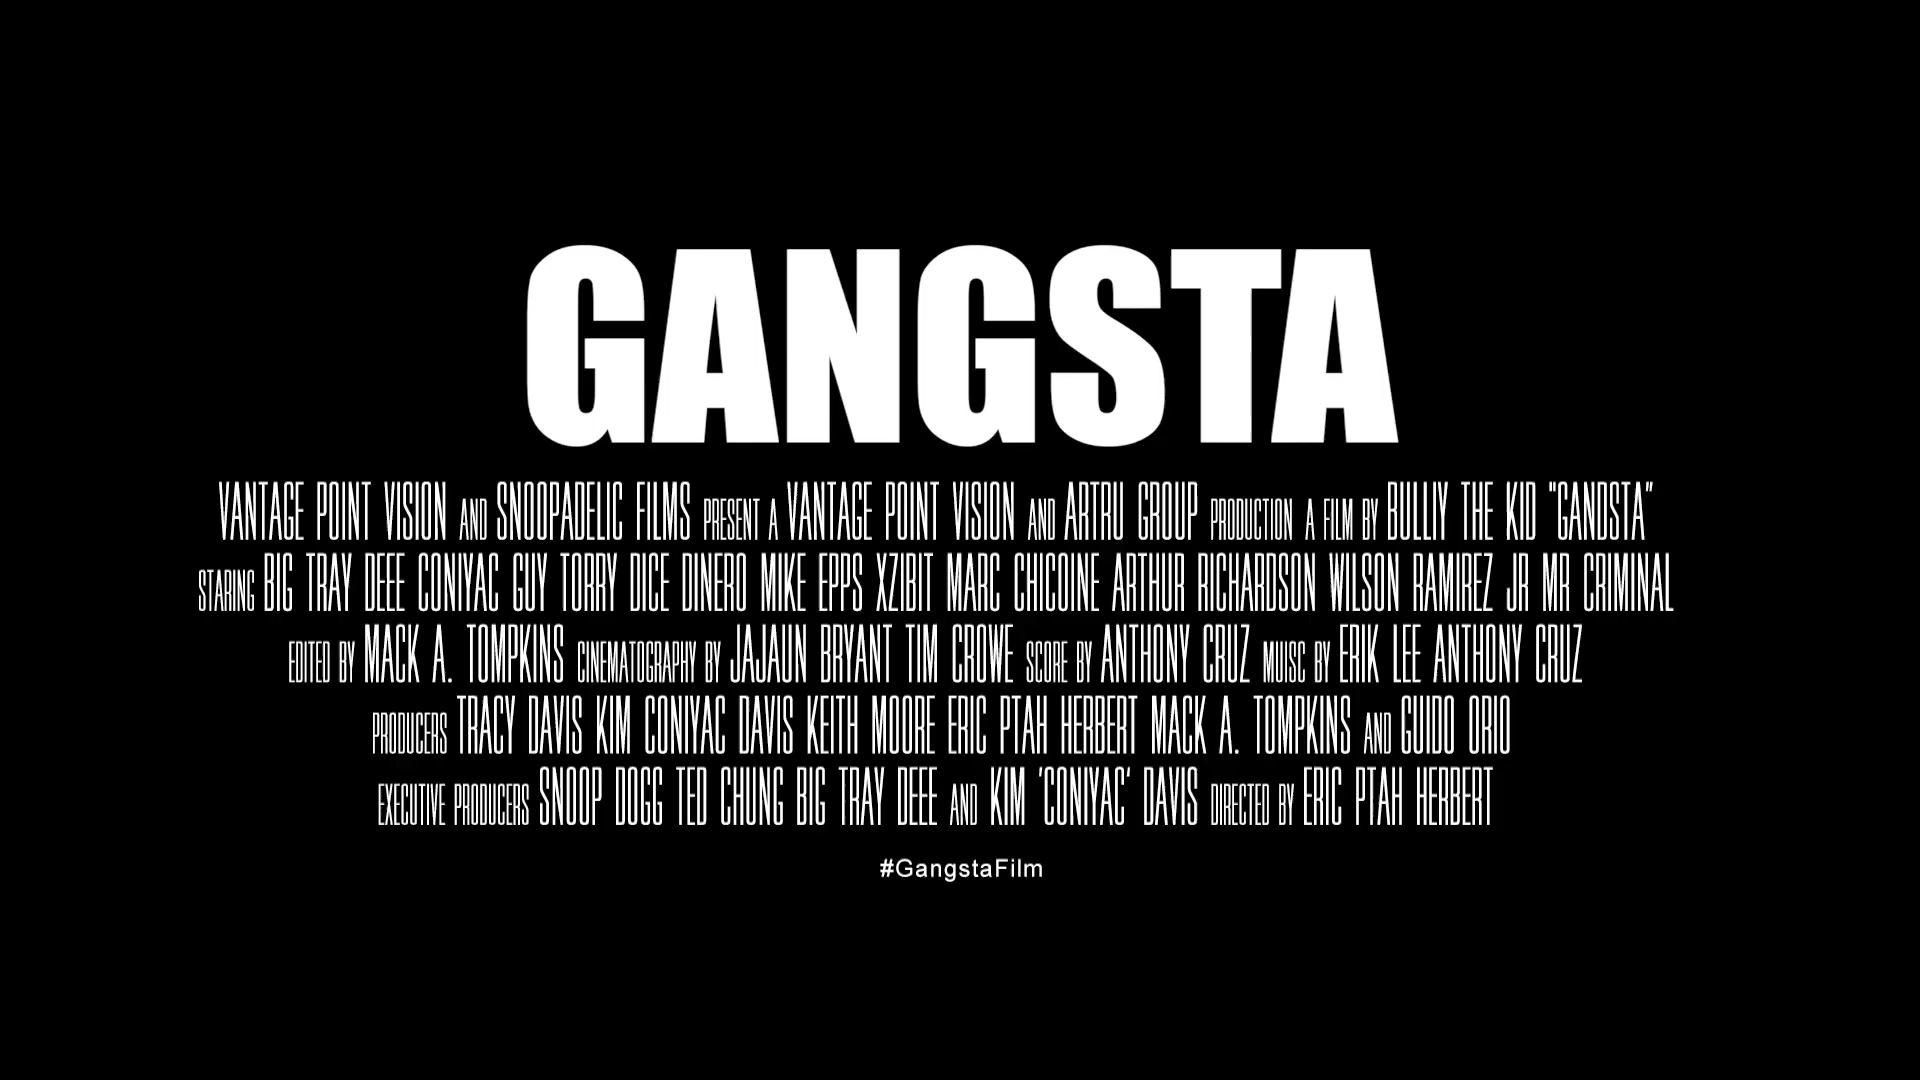 GANGSTA
VANTAGE POINT VISION AND SNOOPADELIC FILMS PRESENT A VANTAGE POINT VISION AND ARTRU GROUP PRODUCTION A FILM BY BULLIY THE KID "GANDSTA"
STARING BIG TRAY DEEE CONIYAC GUY TORRY DICE DINERO MIKE EPPS XZIBIT MARC CHICOINE ARTHUR RICHARDSON WILSON RAMIREZ JR MR CRIMINAL
EDITED BY MACK A. TOMPKINS CINEMATOGRAPHY BY JAJAUN BRYANT TIM CROWE SCORE BY ANTHONY CRUZ MUISC BY ERIK LEE ANTHONY CRUZ
PRODUCERS TRACY DAVIS KIM CONIYAC DAVIS KEITH MOORE ERIC PTAH HERBERT MACK A. TOMPKINS AND GUIDO ORIO
EXECUTIVE PRODUCERS SNOOP DOGG TED CHUNG BIG TRAY DEEE AND KIM 'CONIYAC' DAVIS DIRECTED BY ERIC PTAH HERBERT
#GangstaFilm